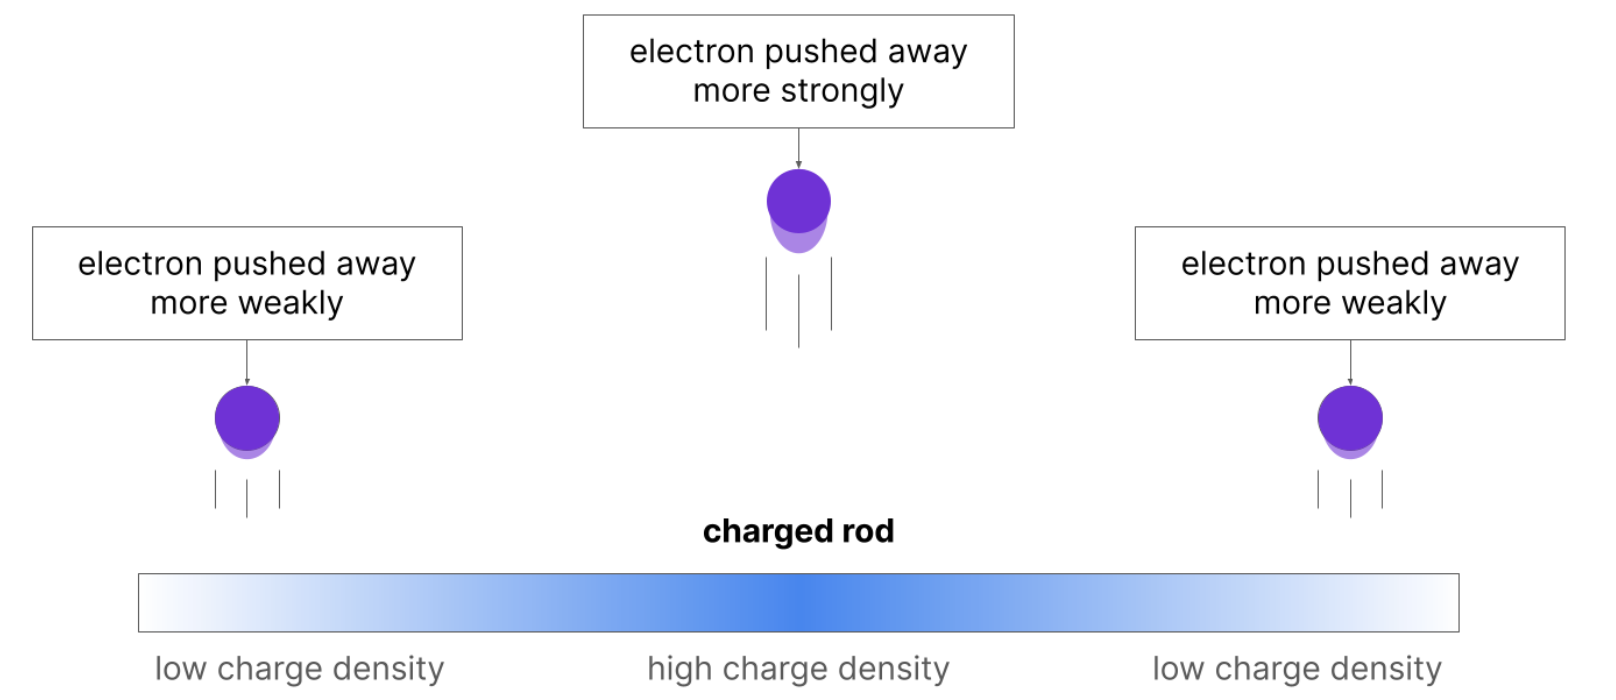 electron pushed away
more strongly
electron pushed away
more weakly
electron pushed away
more weakly
charged rod
low charge density
high charge density
low charge density